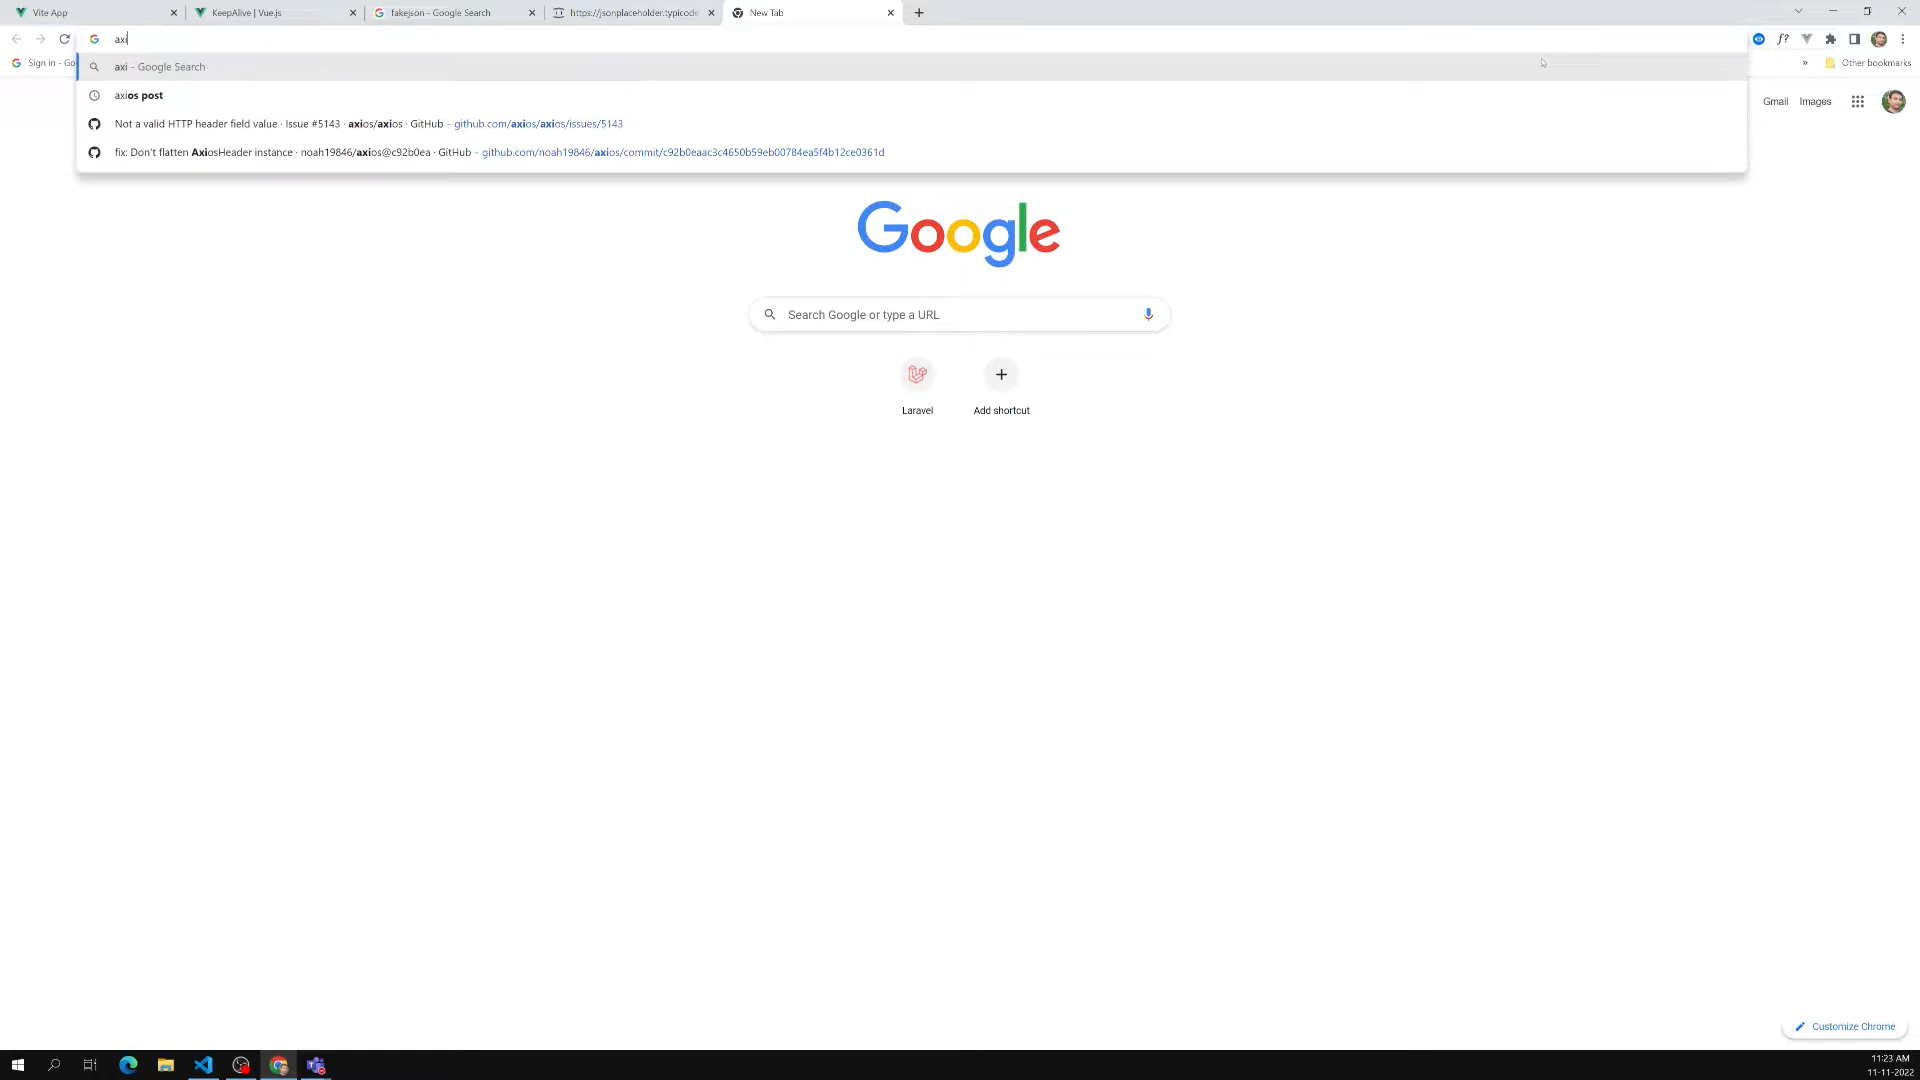 Vite App
KeepAlive | Vue.js
fakejson - Google Search
https://jsonplaceholder.typicode
New Tab
axi
f?
Sign in - Go
axi - Google Search
» Other bookmarks
axios post
Gmail Images
Not a valid HTTP header field value · Issue #5143 · axios/axios · GitHub - github.com/axios/axios/issues/5143
fix: Don't flatten AxiosHeader instance · noah19846/axios@c92b0ea · GitHub - github.com/noah19846/axios/commit/c92b0eaac3c4650b59eb00784ea5f4b12ce0361d
Google
Search Google or type a URL
Laravel
Add shortcut
Customize Chrome
11:23 AM
11-11-2022